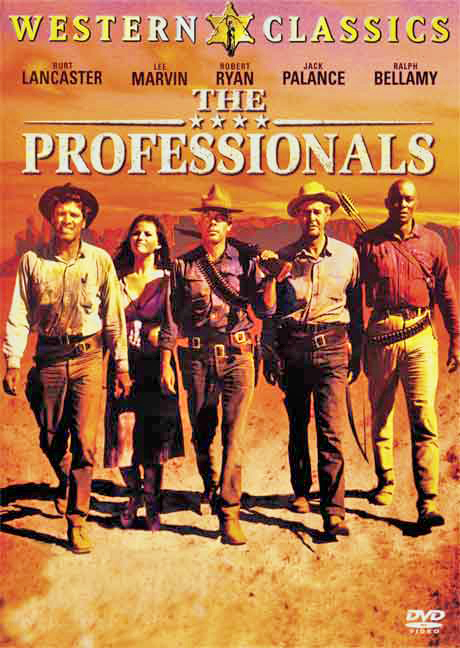 WESTERN CLASSICS
BURT LANCASTER
LEE MARVIN
ROBERT RYAN
JACK PALANCE
RALPH BELLAMY
THE
PROFESSIONALS
DVD
VIDEO